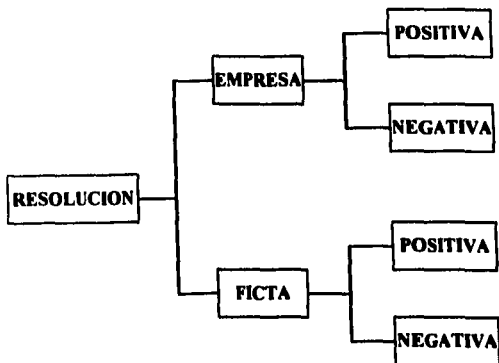 POSITIVA
EMPRESA
NEGATIVA
RESOLUCION
POSITIVA
FICTA
NEGATIVA